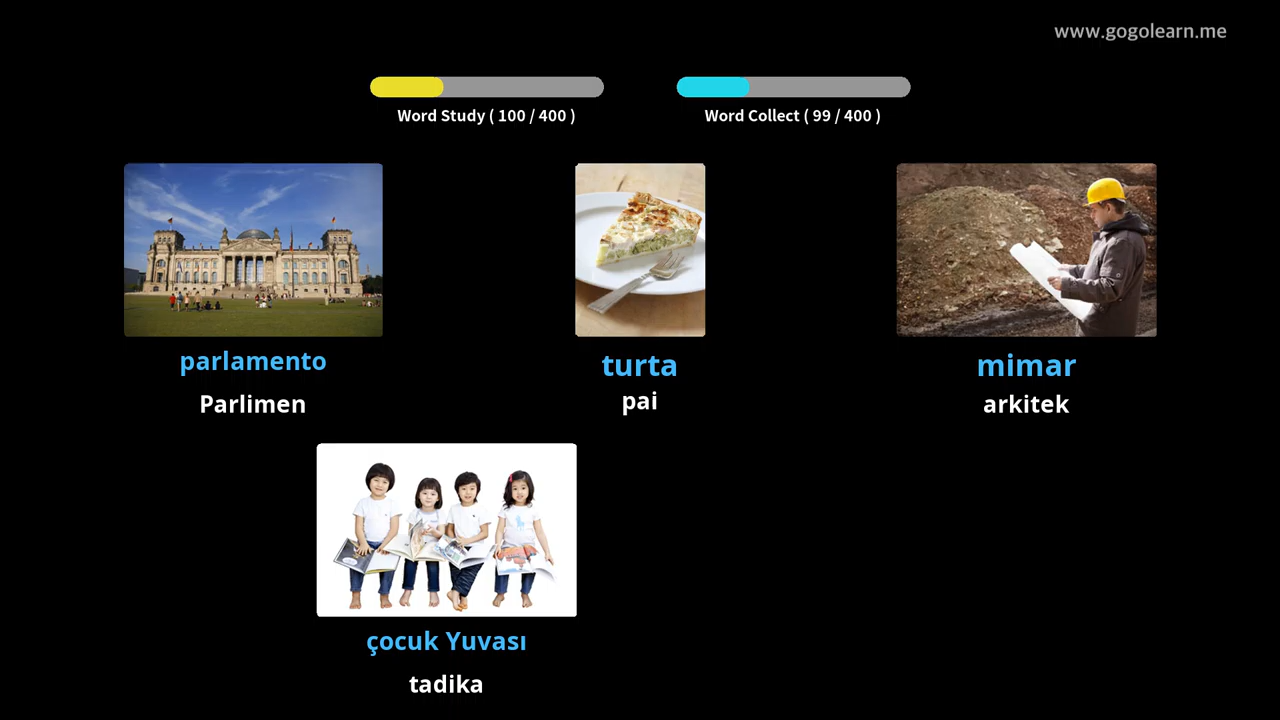 www.gogolearn.me
Word Study ( 100 / 400 )
Word Collect ( 99 / 400 )
parlamento
Parlimen
turta
pai
mimar
arkitek
çocuk Yuvası
tadika